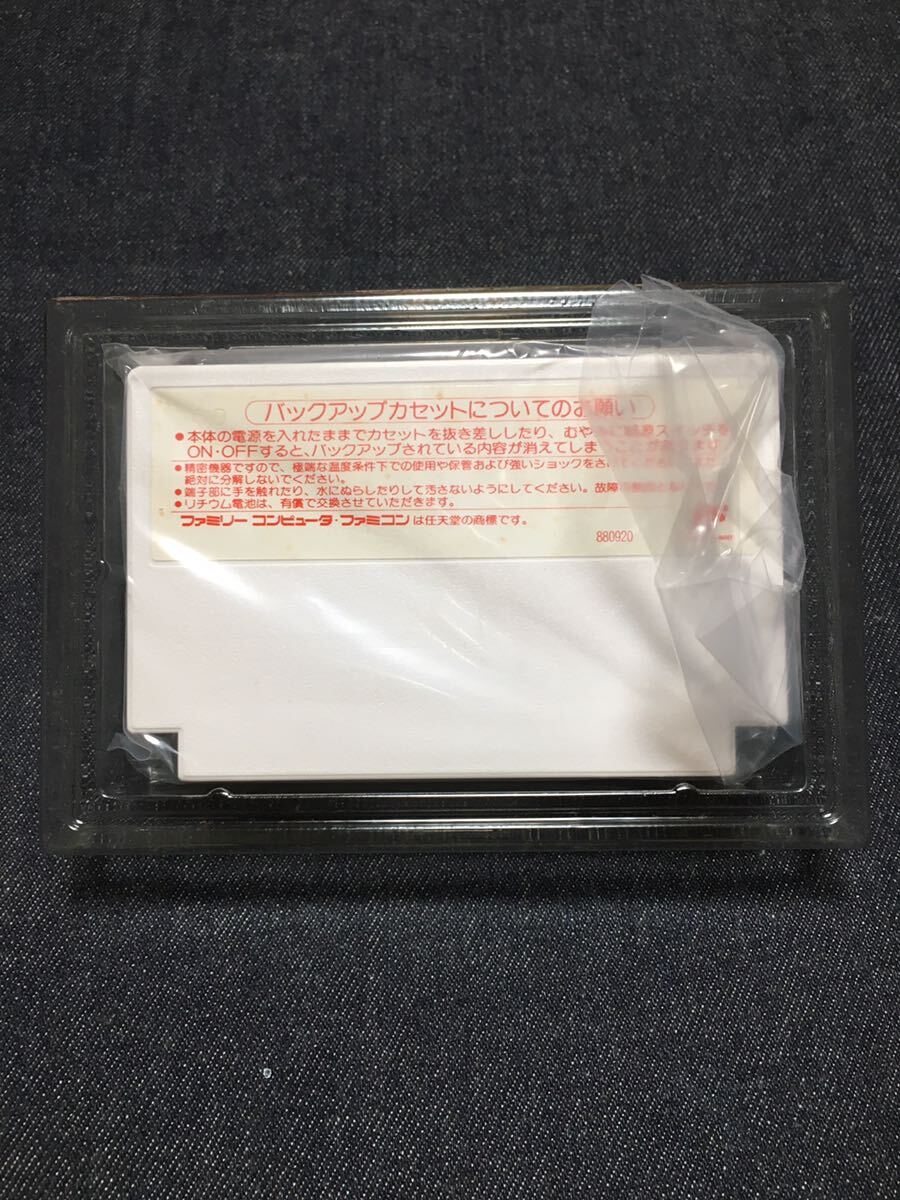 バックアップカセットについてのお願い
●本体の電源を入れたままでカセットを抜き差ししたり、むや
ON・OFFすると、バックアップされている内容が消えてしま
●精密機器ですので、極端な温度条件下での使用や保管および強いショックをさ
絶対に分解しないでください。
●端子部に手を触れたり、水にぬらしたりして汚さないようにしてください。故障
●リチウム電池は、有償で交換させていただきます。
ファミリーコンピュータ・ファミコンは任天堂の商標です。
880920